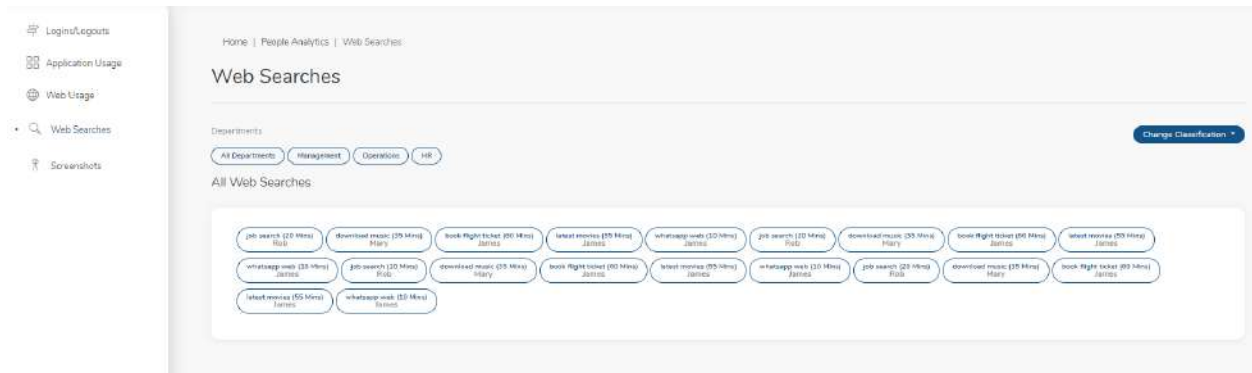 Logins/Logouts
Application Usage
Web Usage
Web Searches
Screenshots
Home | People Analytics | Web Searches
Web Searches
Departments
Change Classification
All Departments Management Operations HR
All Web Searches
job search (20 Mins) download music (35 Mins) book flight ticket (60 Mins) latest movies (55 Mins) whatsapp web (10 Mins) job search (20 Mins) download music (35 Mins) book flight ticket (60 Mins) latest movies (55 Mins)
Rob Mary James James James Rob Mary James James
whatsapp web (10 Mins) job search (20 Mins) download music (35 Mins) book flight ticket (60 Mins) latest movies (55 Mins) whatsapp web (10 Mins) job search (20 Mins) download music (35 Mins) book flight ticket (60 Mins)
James Rob Mary James James James Rob Mary James
latest movies (55 Mins) whatsapp web (10 Mins)
James James